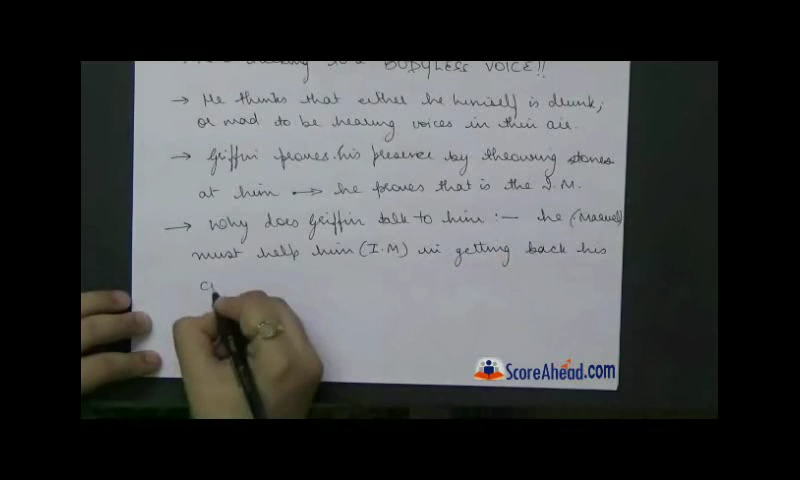 to a BODYLESS VOICE!!
→ He thinks that either he himself is drunk,
or mad to be hearing voices in thin air.
→ Griffin proves his presence by throwing stones
at him → he proves that is the I.M.
→ Why does Griffin talk to him :— he (Marvel)
must help him (I.M) in getting back his
ScoreAhead.com